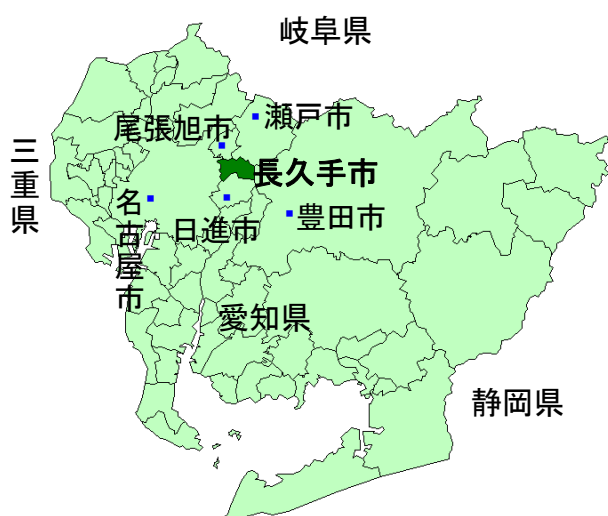 岐阜県
瀬戸市
尾張旭市
三重県
長久手市
名古屋市
日進市
豊田市
愛知県
静岡県